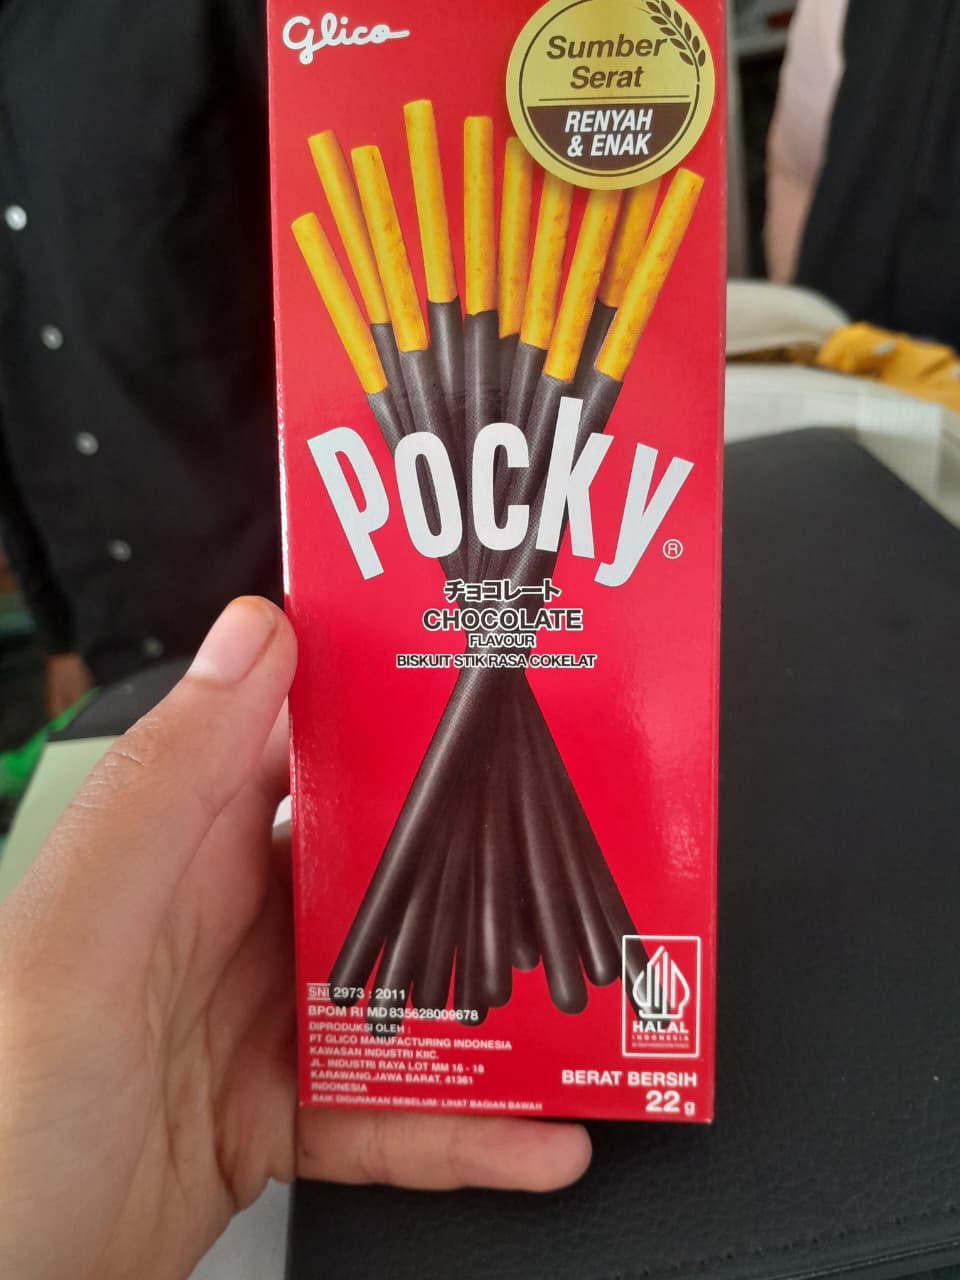 Glico
Sumber
Serat
RENYAH
& ENAK
POCKY ®
チョコレート
CHOCOLATE
FLAVOUR
BISKUIT STIK RASA COKELAT
SNI 2973 : 2011
BPOM RI MD 835628009678
DIPRODUKSI OLEH :
PT GLICO MANUFACTURING INDONESIA
KAWASAN INDUSTRI KIIC.
JL. INDUSTRI RAYA LOT MM 16 - 18
KARAWANG, JAWA BARAT, 41361
INDONESIA
BAIK DIGUNAKAN SEBELUM: LIHAT BAGIAN BAWAH
HALAL
INDONESIA
BERAT BERSIH
22 g